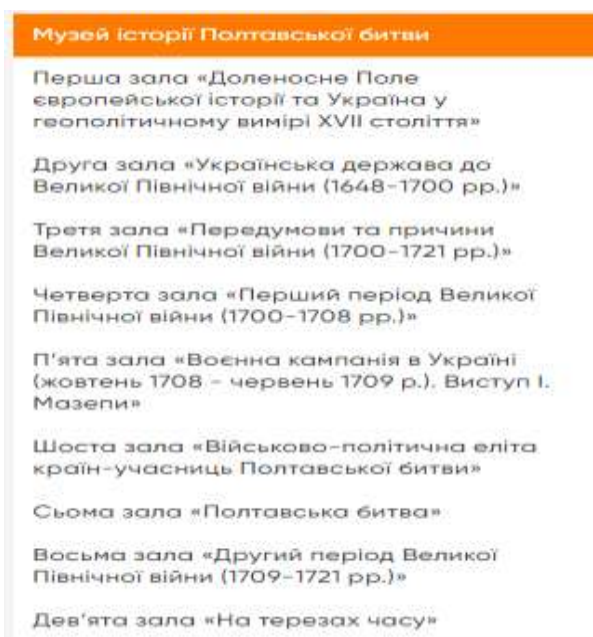 Музей історії Полтавської битви
Перша зала «Доленосне Поле
європейської історії та Україна у
геополітичному вимірі XVII століття»
Друга зала «Українська держава до
Великої Північної війни (1648-1700 рр.)»
Третя зала «Передумови та причини
Великої Північної війни (1700-1721 рр.)»
Четверта зала «Перший період Великої
Північної війни (1700-1708 рр.)»
П'ята зала «Воєнна кампанія в Україні
(жовтень 1708 - червень 1709 р.). Виступ І.
Мазепи»
Шоста зала «Військово-політична еліта
країн-учасниць Полтавської битви»
Сьома зала «Полтавська битва»
Восьма зала «Другий період Великої
Північної війни (1709-1721 рр.)»
Дев'ята зала «На терезах часу»